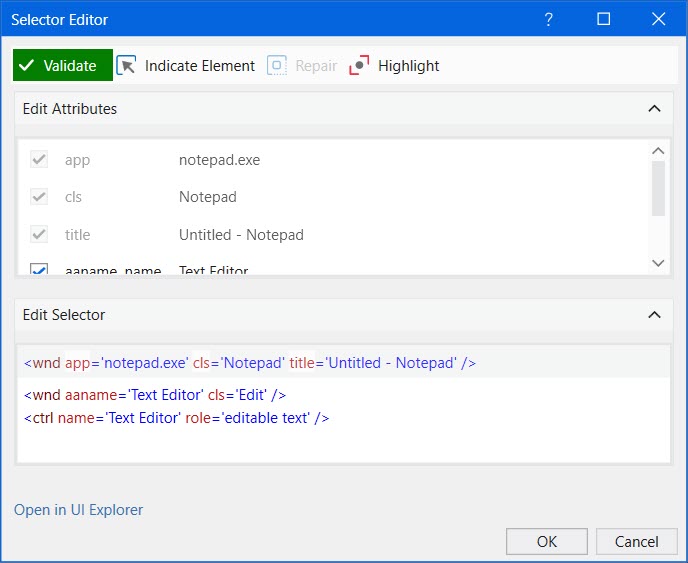 Selector Editor
?
Validate Indicate Element Repair Highlight
Edit Attributes
app notepad.exe
cls Notepad
title Untitled - Notepad
aaname name Text Editor
Edit Selector
<wnd app='notepad.exe' cls='Notepad' title='Untitled - Notepad' />
<wnd aaname='Text Editor' cls='Edit' />
<ctrl name='Text Editor' role='editable text' />
Open in UI Explorer
OK Cancel